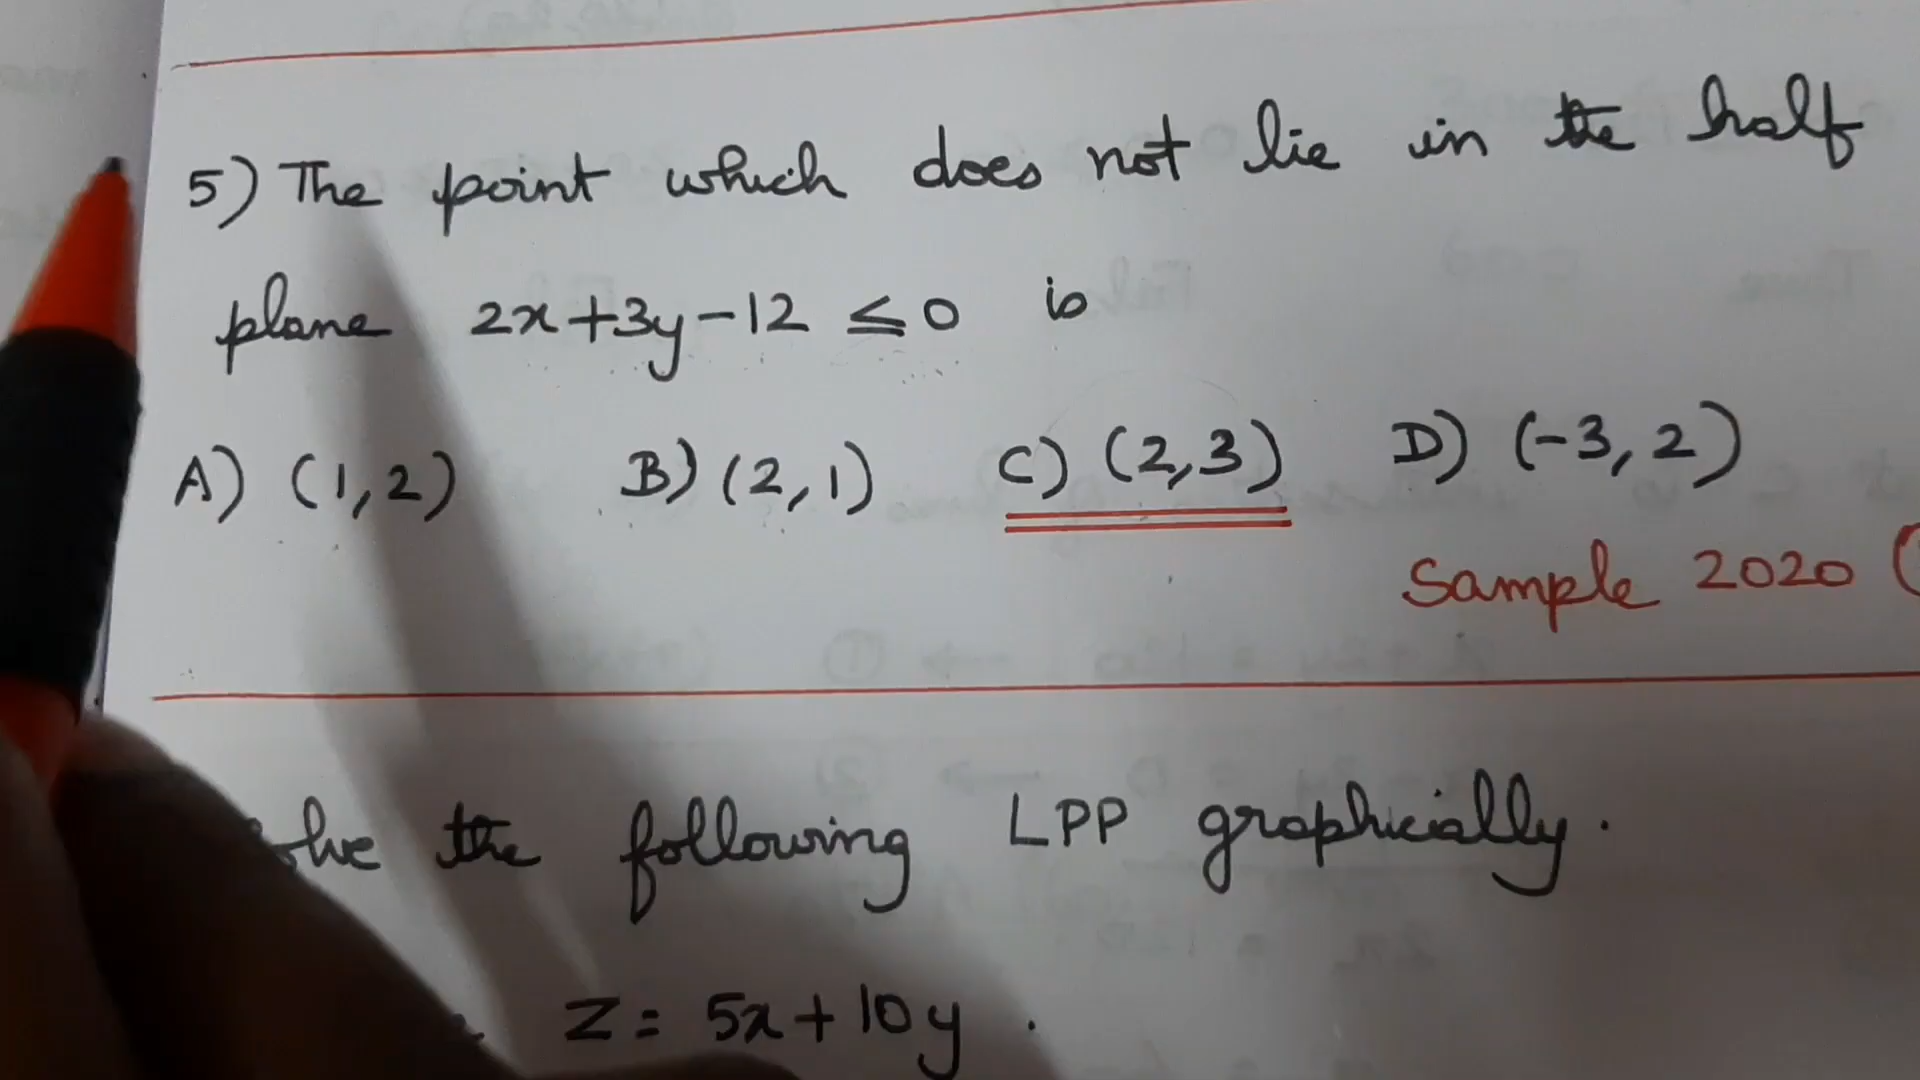 5) The point which does not lie in the half
plane 2x+3y-12 ≤ 0 is
A) (1,2) B) (2,1) C) (2,3) D) (-3,2)
Sample 2020
the following LPP graphically.
Z = 5x+10y.